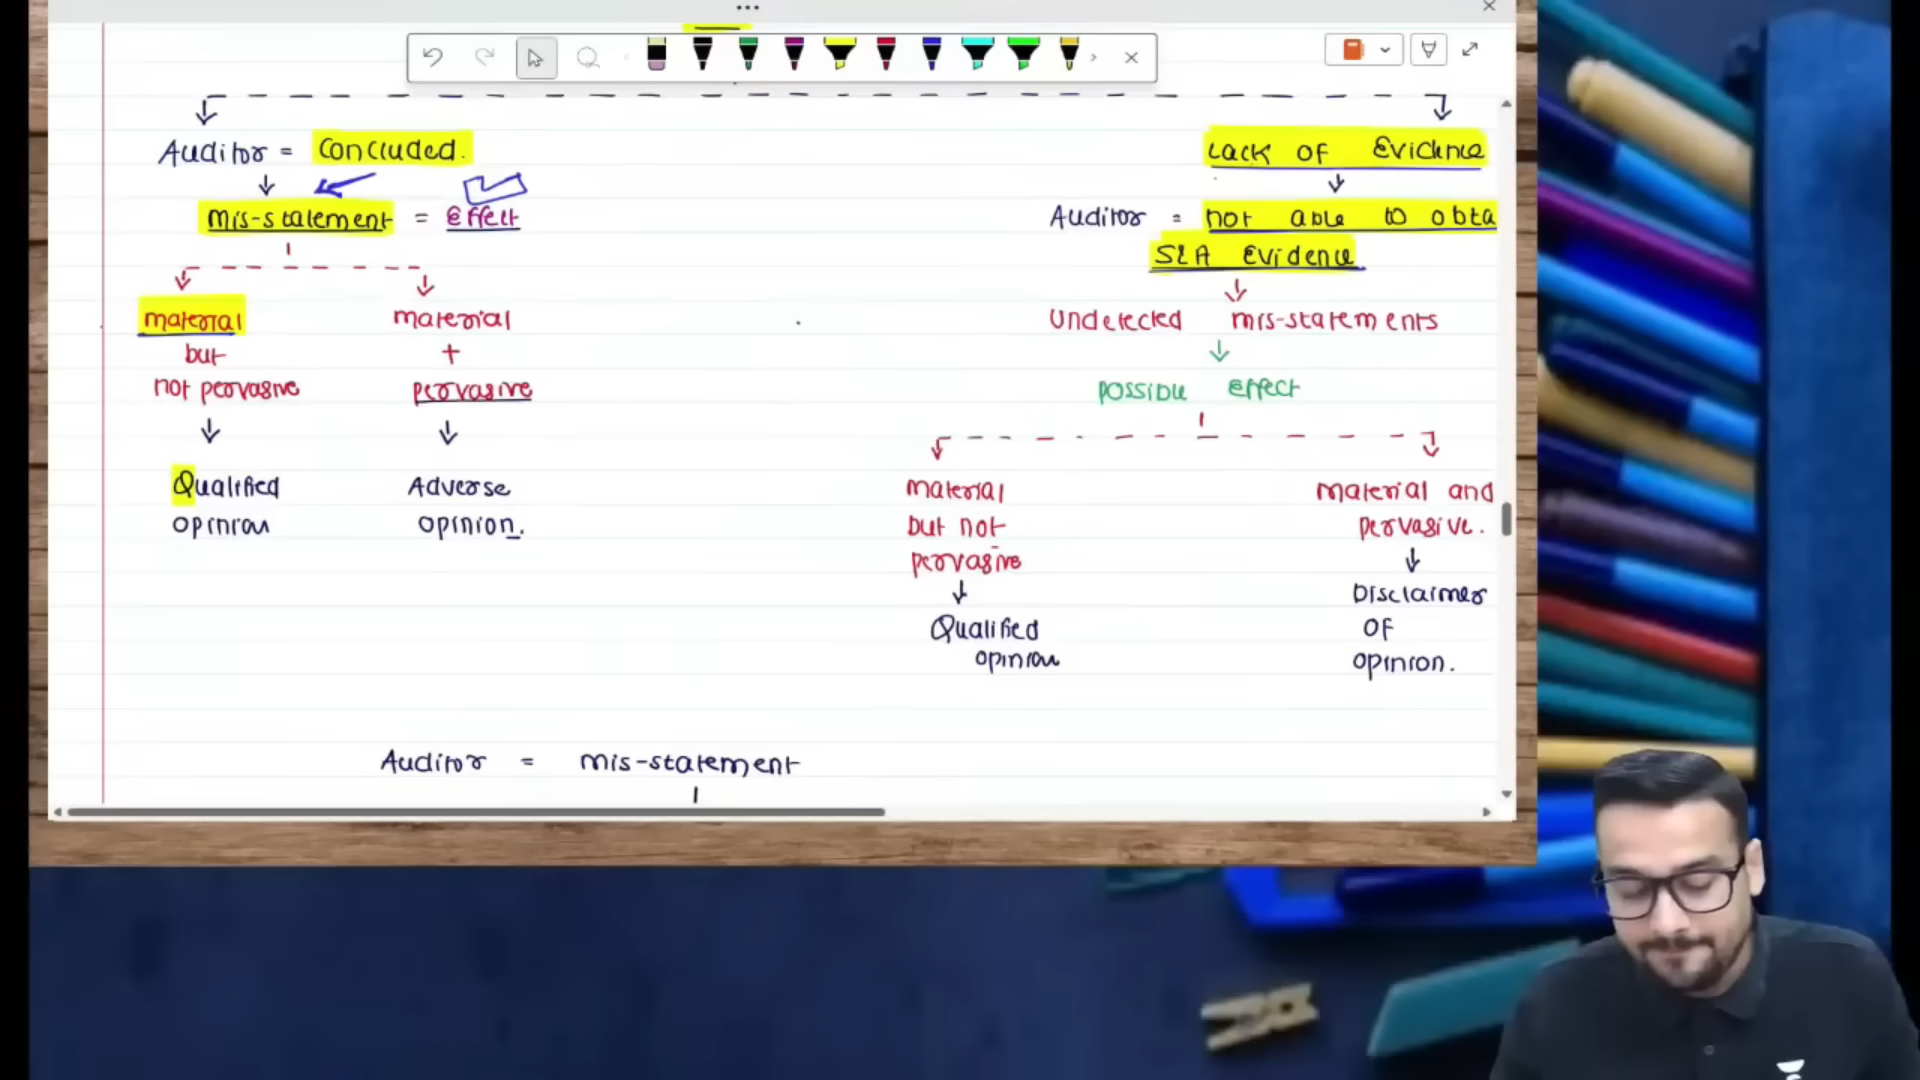 Auditor = Concluded.
Mis-statement = Effect
material
but
not pervasive
Qualified
opinion
material
+
pervasive
Adverse
opinion.
Lack of Evidence
Auditor = not able to obta
S&A Evidence
Undetected mis-statements
possible effect
material
but not
pervasive
Qualified
opinion
material and
pervasive.
Disclaimer
OF
opinion.
Auditor = mis-statement